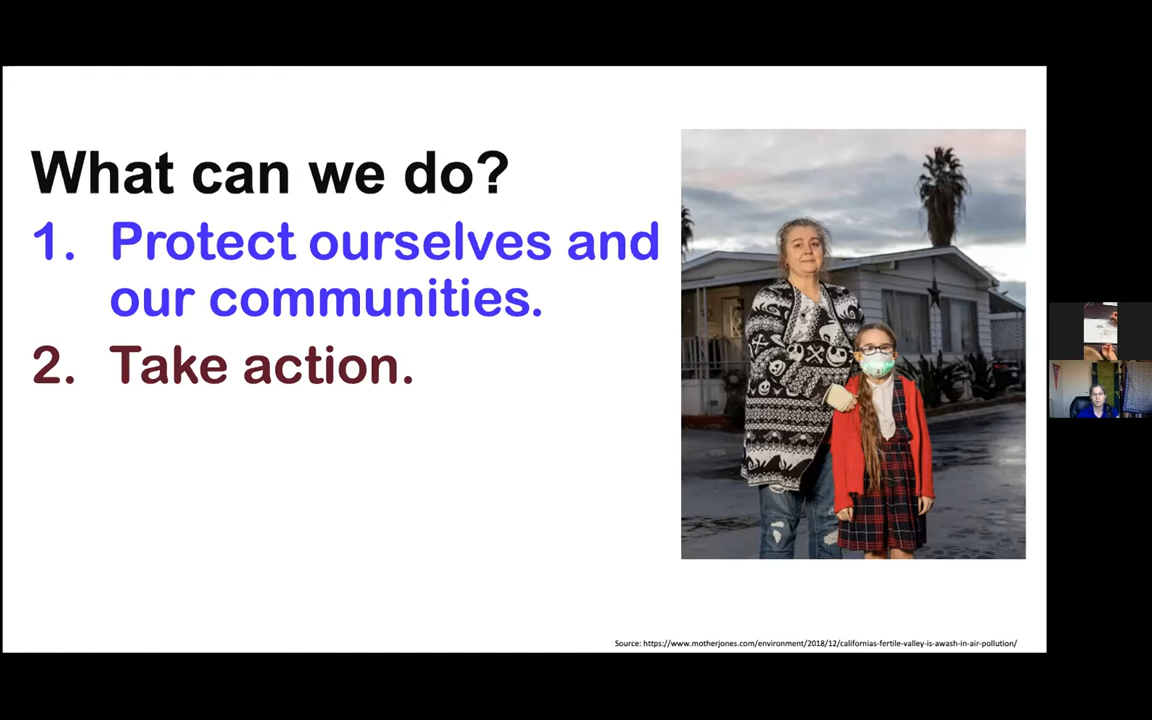 What can we do?
1. Protect ourselves and
our communities.
2. Take action.
Source: https://www.motherjones.com/environment/2018/12/californias-fertile-valley-is-awash-in-air-pollution/